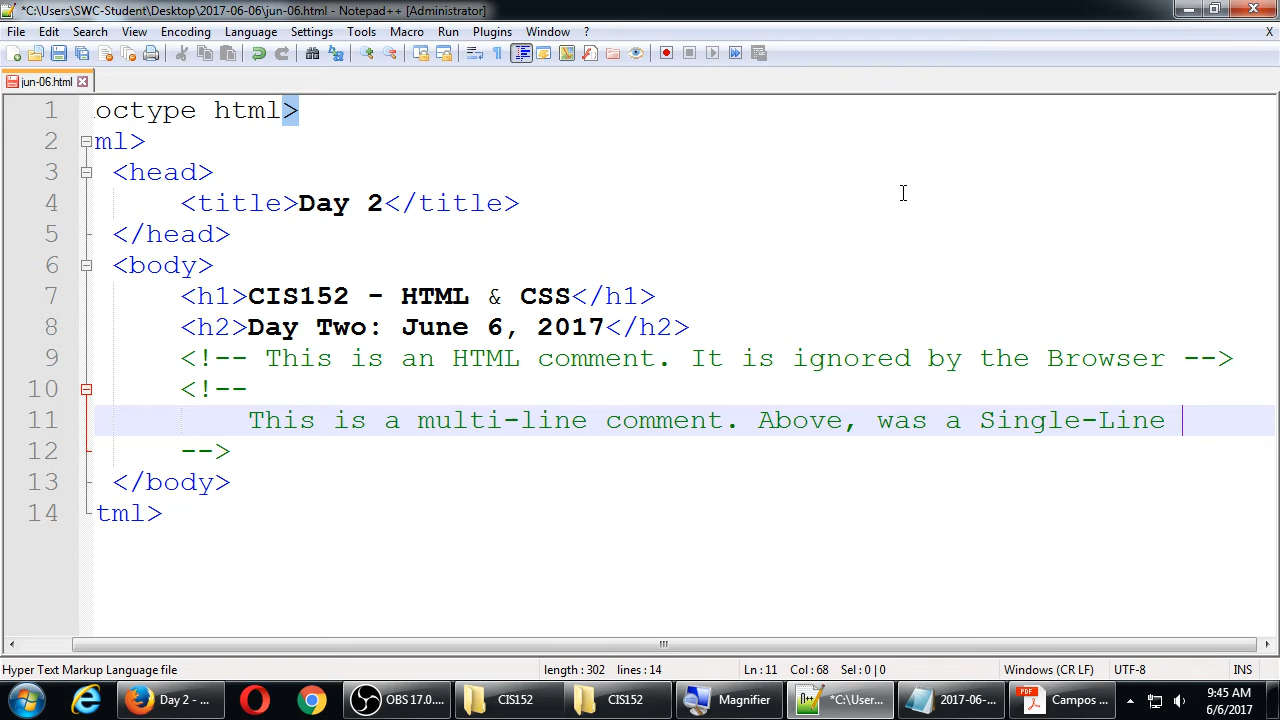 *C:\Users\SWC-Student\Desktop\2017-06-06\jun-06.html - Notepad++ [Administrator]
File Edit Search View Encoding Language Settings Tools Macro Run Plugins Window ? X
jun-06.html
1 octype html>
2 ml>
3 <head>
4 <title>Day 2</title>
5 </head>
6 <body>
7 <h1>CIS152 - HTML & CSS</h1>
8 <h2>Day Two: June 6, 2017</h2>
9 <!-- This is an HTML comment. It is ignored by the Browser -->
10 <!--
11 This is a multi-line comment. Above, was a Single-Line
12 -->
13 </body>
14 tml>
Hyper Text Markup Language file length : 302 lines : 14 Ln : 11 Col : 68 Sel : 0 | 0 Windows (CR LF) UTF-8 INS
Day 2 - ... OBS 17.0.... CIS152 CIS152 Magnifier *C:\User... 2017-06-... PDF Campos ... 9:45 AM
6/6/2017